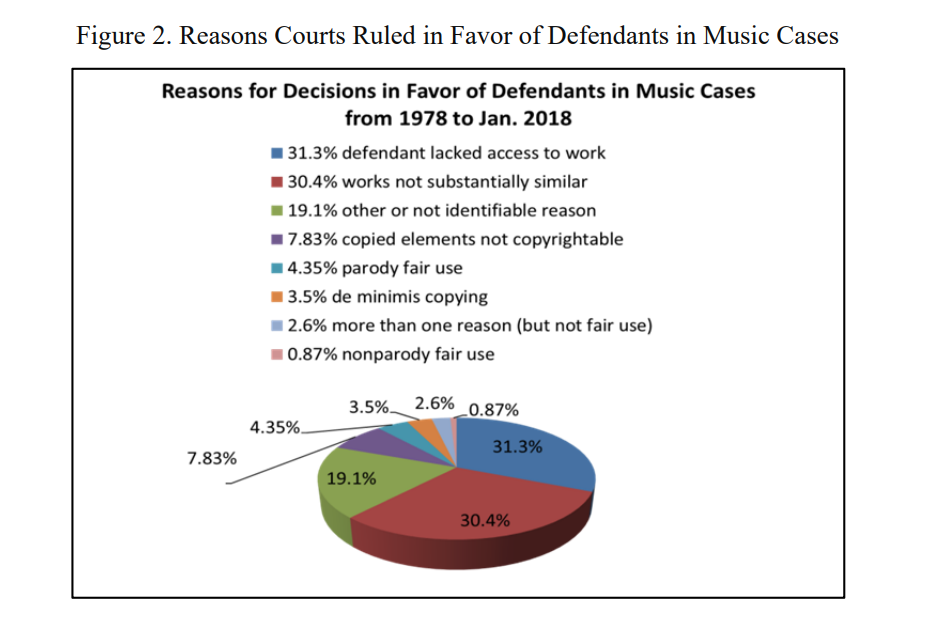 Figure 2. Reasons Courts Ruled in Favor of Defendants in Music Cases
Reasons for Decisions in Favor of Defendants in Music Cases
from 1978 to Jan. 2018
31.3% defendant lacked access to work
30.4% works not substantially similar
19.1% other or not identifiable reason
7.83% copied elements not copyrightable
4.35% parody fair use
3.5% de minimis copying
2.6% more than one reason (but not fair use)
0.87% nonparody fair use
3.5%
2.6%
0.87%
4.35%
31.3%
7.83%
19.1%
30.4%